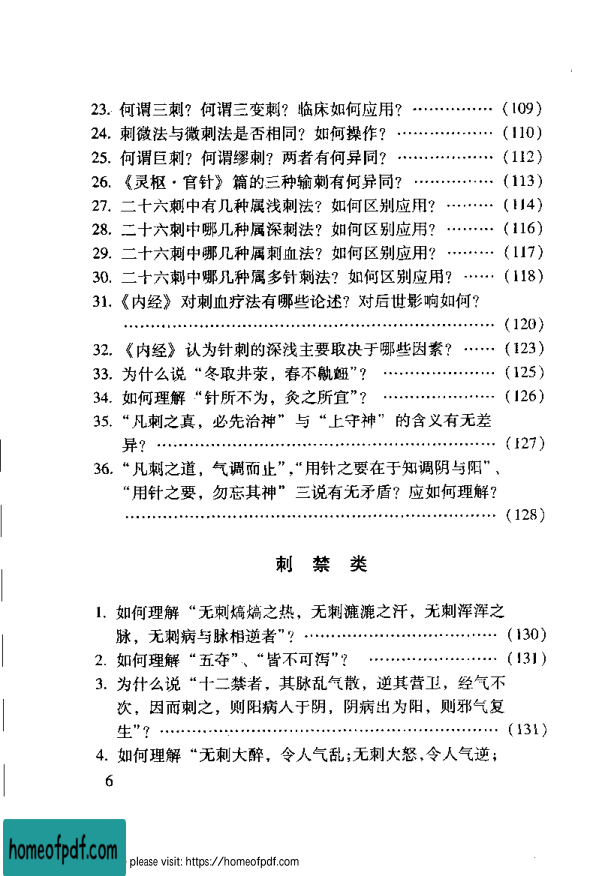 23. 何谓三刺？何谓三变刺？临床如何应用？ …………… (109)
24. 刺微法与微刺法是否相同？如何操作？ ……………… (110)
25. 何谓巨刺？何谓缪刺？两者有何异同？ ……………… (112)
26. 《灵枢·官针》篇的三种输刺有何异同？ …………… (113)
27. 二十六刺中有几种属浅刺法？如何区别应用？ ……… (114)
28. 二十六刺中哪几种属深刺法？如何区别应用？ ……… (116)
29. 二十六刺中哪几种属刺血法？如何区别应用？ ……… (117)
30. 二十六刺中哪几种属多针刺法？如何区别应用？ …… (118)
31. 《内经》对刺血疗法有哪些论述？对后世影响如何？
……………………………………………………………… (120)
32. 《内经》认为针刺的深浅主要取决于哪些因素？ …… (123)
33. 为什么说“冬取井荥，春不鼽衄”？ ………………… (125)
34. 如何理解“针所不为，灸之所宜”？ ………………… (126)
35. “凡刺之真，必先治神”与“上守神”的含义有无差
异？ ………………………………………………………… (127)
36. “凡刺之道，气调而止”,“用针之要在于知调阴与阳”、
“用针之要，勿忘其神”三说有无矛盾？应如何理解？
……………………………………………………………… (128)
刺 禁 类
1. 如何理解“无刺熇熇之热，无刺漉漉之汗，无刺浑浑之
脉，无刺病与脉相逆者”？ ……………………………… (130)
2. 如何理解“五夺”、“皆不可泻”？ …………………… (131)
3. 为什么说“十二禁者，其脉乱气散，逆其营卫，经气不
次，因而刺之，则阳病入于阴，阴病出为阳，则邪气复
生”？ ……………………………………………………… (131)
4. 如何理解“无刺大醉，令人气乱;无刺大怒,令人气逆；
6
homeofpdf.com
please visit: https://homeofpdf.com